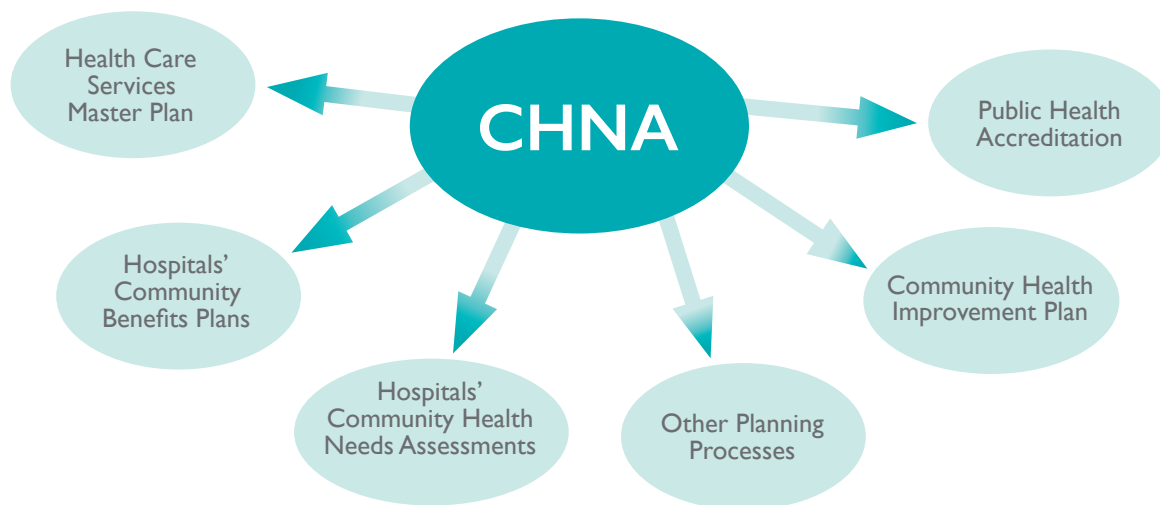 CHNA
Health Care
Services
Master Plan
Hospitals’
Community
Benefits Plans
Hospitals’
Community Health
Needs Assessments
Other Planning
Processes
Community Health
Improvement Plan
Public Health
Accreditation